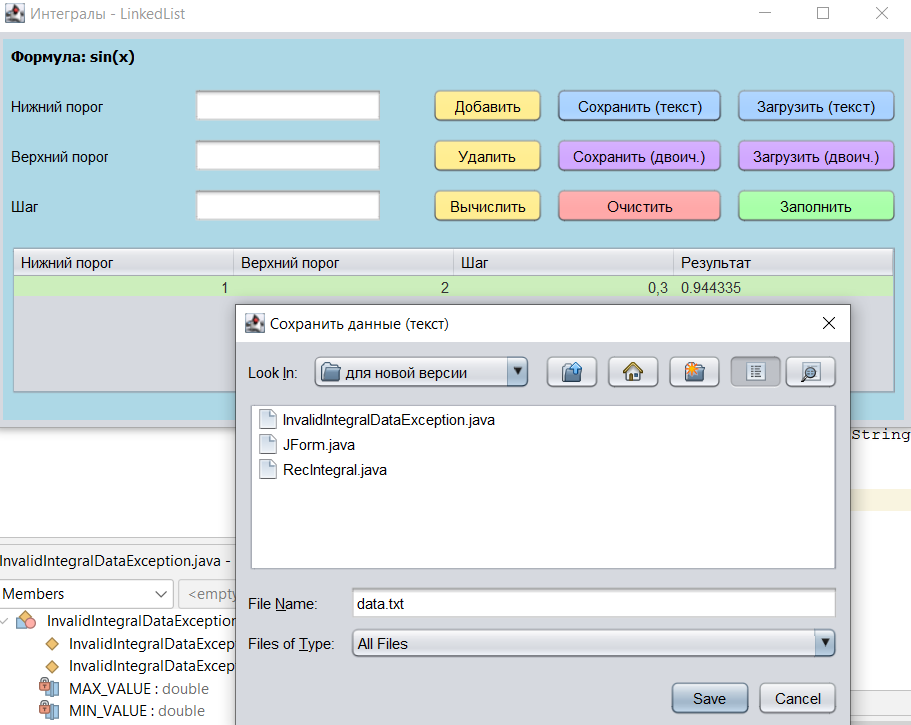 Интегралы - LinkedList
Формула: sin(x)
Нижний порог
Добавить
Сохранить (текст)
Загрузить (текст)
Верхний порог
Удалить
Сохранить (двоич.)
Загрузить (двоич.)
Шаг
Вычислить
Очистить
Заполнить
Нижний порог
Верхний порог
Шаг
Результат
1
2
0,3
0.944335
Сохранить данные (текст)
Look In:
для новой версии
InvalidIntegralDataException.java
JForm.java
RecIntegral.java
File Name:
data.txt
Files of Type:
All Files
Save
Cancel
String
InvalidIntegralDataException.java -
Members
<empty
InvalidIntegralDataException
InvalidIntegralDataExcep
InvalidIntegralDataExcep
MAX_VALUE : double
MIN_VALUE : double